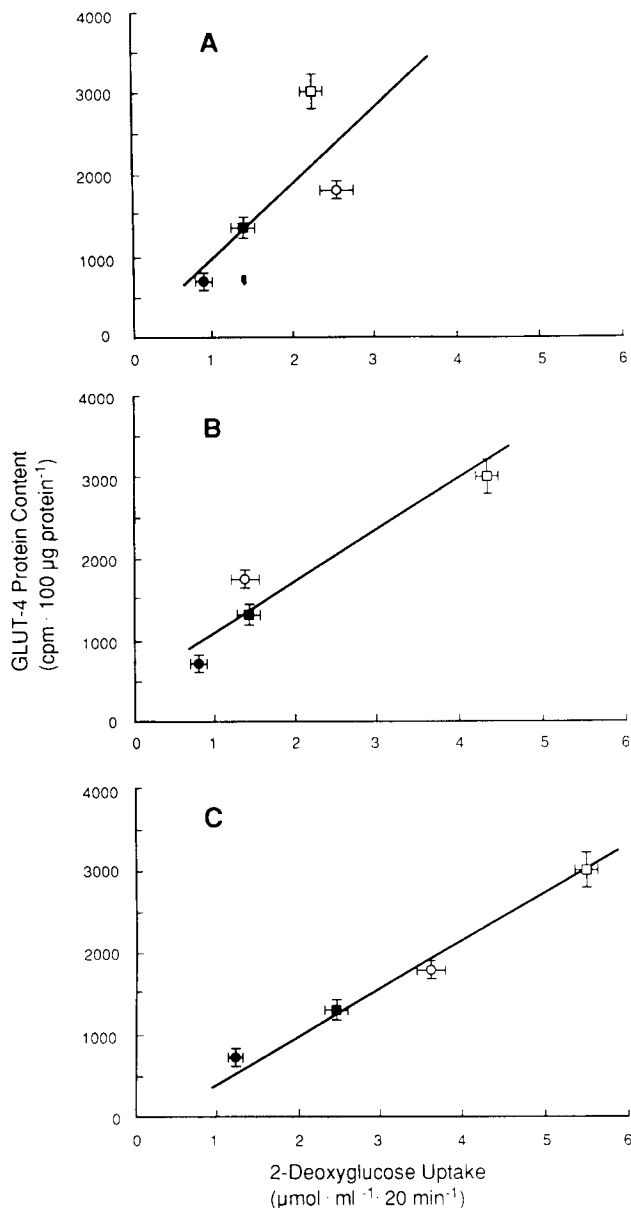 A
4000
3000
2000
1000
0
0 1 2 3 4 5 6
B
4000
3000
2000
1000
0
0 1 2 3 4 5 6
GLUT-4 Protein Content
(cpm · 100 µg protein⁻¹)
C
4000
3000
2000
1000
0
0 1 2 3 4 5 6
2-Deoxyglucose Uptake
(µmol · ml ⁻¹· 20 min⁻¹)